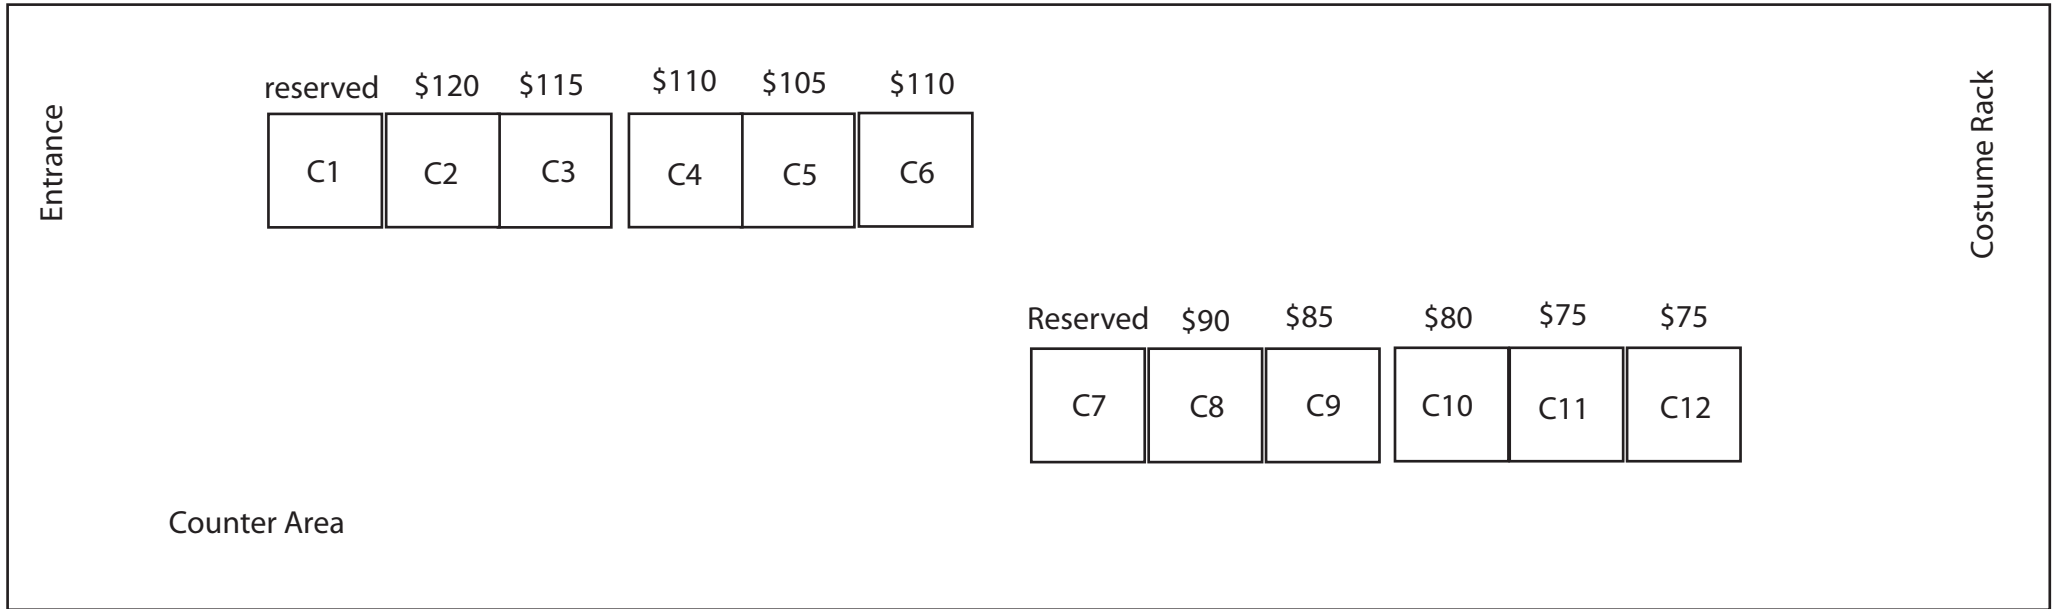 Entrance
reserved $120 $115 $110 $105 $110
C1 C2 C3 C4 C5 C6
Costume Rack
Reserved $90 $85 $80 $75 $75
C7 C8 C9 C10 C11 C12
Counter Area